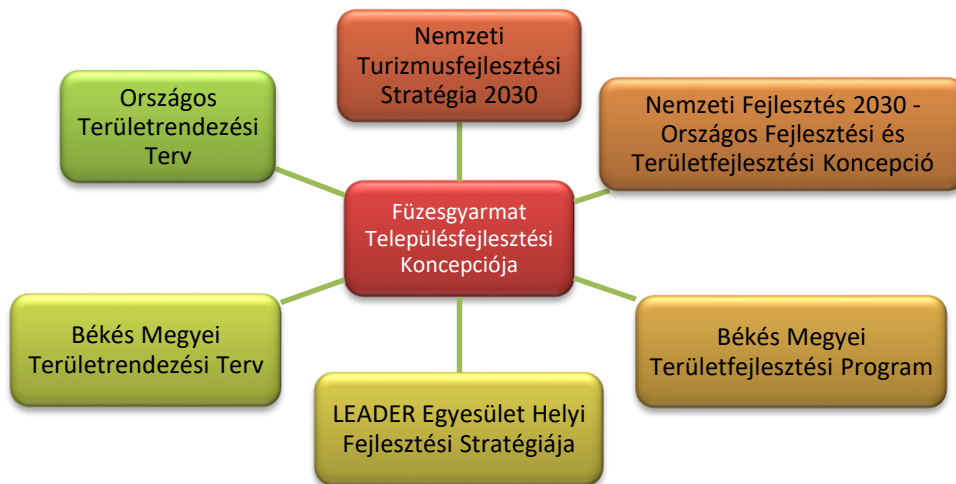 Nemzeti
Turizmusfejlesztési
Stratégia 2030
Országos
Területrendezési
Terv
Nemzeti Fejlesztés 2030 -
Országos Fejlesztési és
Területfejlesztési Koncepció
Füzesgyarmat
Településfejlesztési
Koncepciója
Békés Megyei
Területrendezési Terv
Békés Megyei
Területfejlesztési Program
LEADER Egyesület Helyi
Fejlesztési Stratégiája